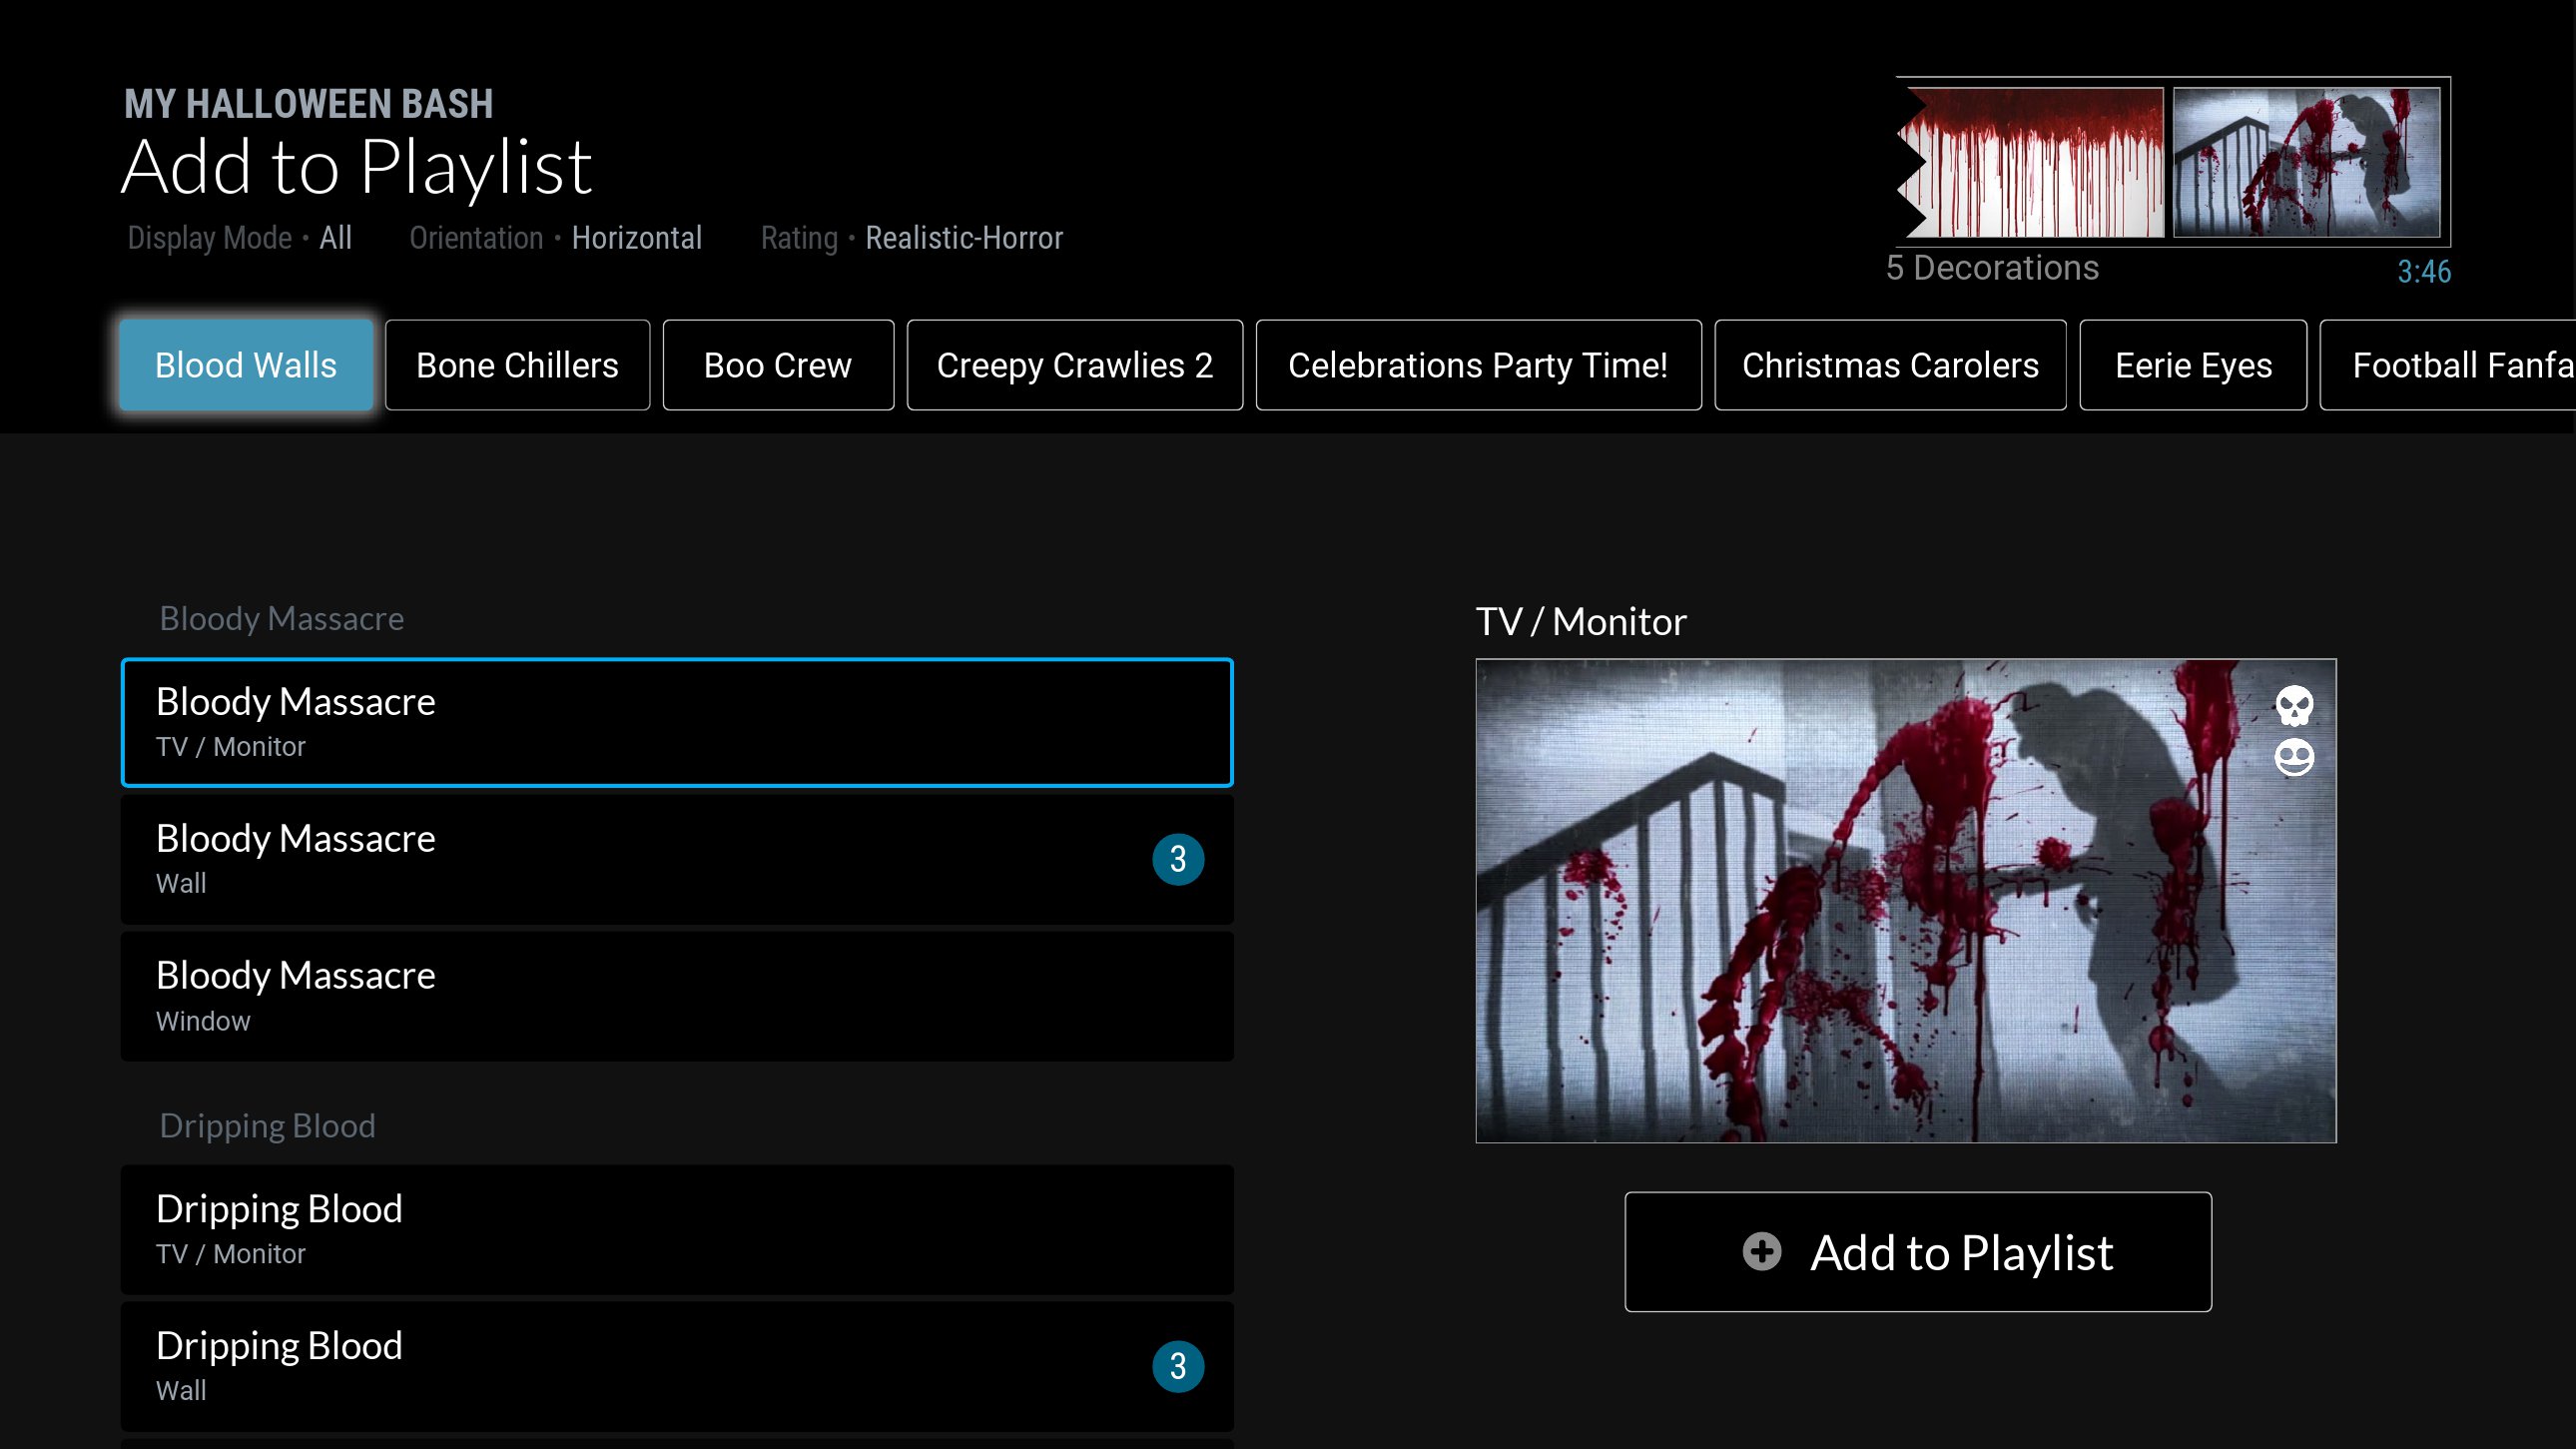 MY HALLOWEEN BASH
Add to Playlist
Display Mode • All Orientation • Horizontal Rating • Realistic-Horror
5 Decorations 3:46
Blood Walls Bone Chillers Boo Crew Creepy Crawlies 2 Celebrations Party Time! Christmas Carolers Eerie Eyes Football Fanfa
Bloody Massacre
Bloody Massacre
TV / Monitor
Bloody Massacre
Wall
3
Bloody Massacre
Window
Dripping Blood
Dripping Blood
TV / Monitor
Dripping Blood
Wall
3
TV / Monitor
Add to Playlist